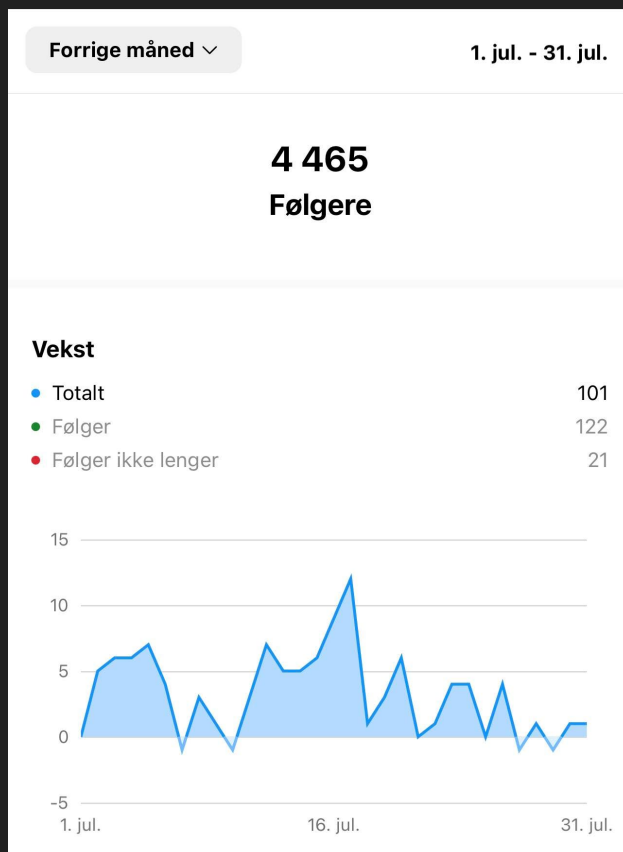 Forrige måned
1. jul. - 31. jul.
4 465
Følgere
Vekst
Totalt 101
Følger 122
Følger ikke lenger 21
15
10
5
0
-5
1. jul. 16. jul. 31. jul.